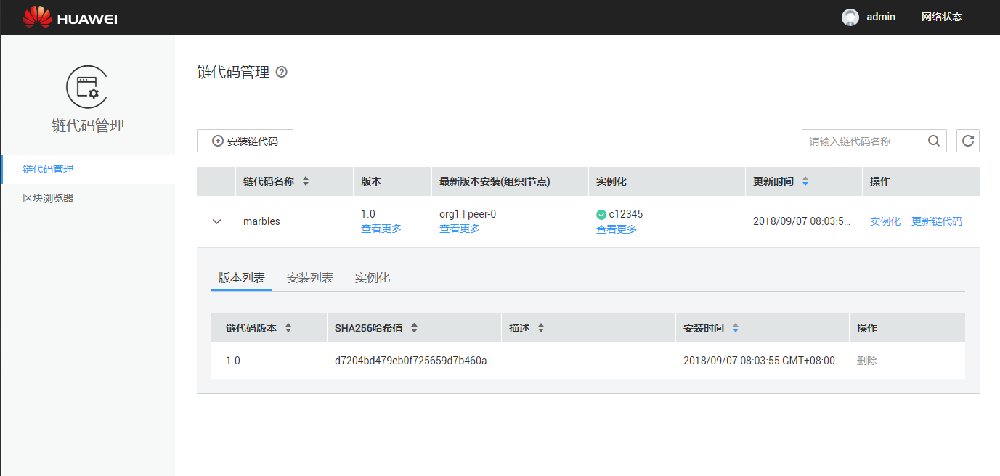 HUAWEI
admin
网络状态
链代码管理
链代码管理
区块浏览器
链代码管理
安装链代码
请输入链代码名称
链代码名称 版本 最新版本安装(组织|节点) 实例化 更新时间 操作
marbles 1.0 org1 | peer-0 c12345 2018/09/07 08:03:5... 实例化 更新链代码
查看更多 查看更多 查看更多
版本列表 安装列表 实例化
链代码版本 SHA256哈希值 描述 安装时间 操作
1.0 d7204bd479eb0f725659d7b460a... 2018/09/07 08:03:55 GMT+08:00 删除